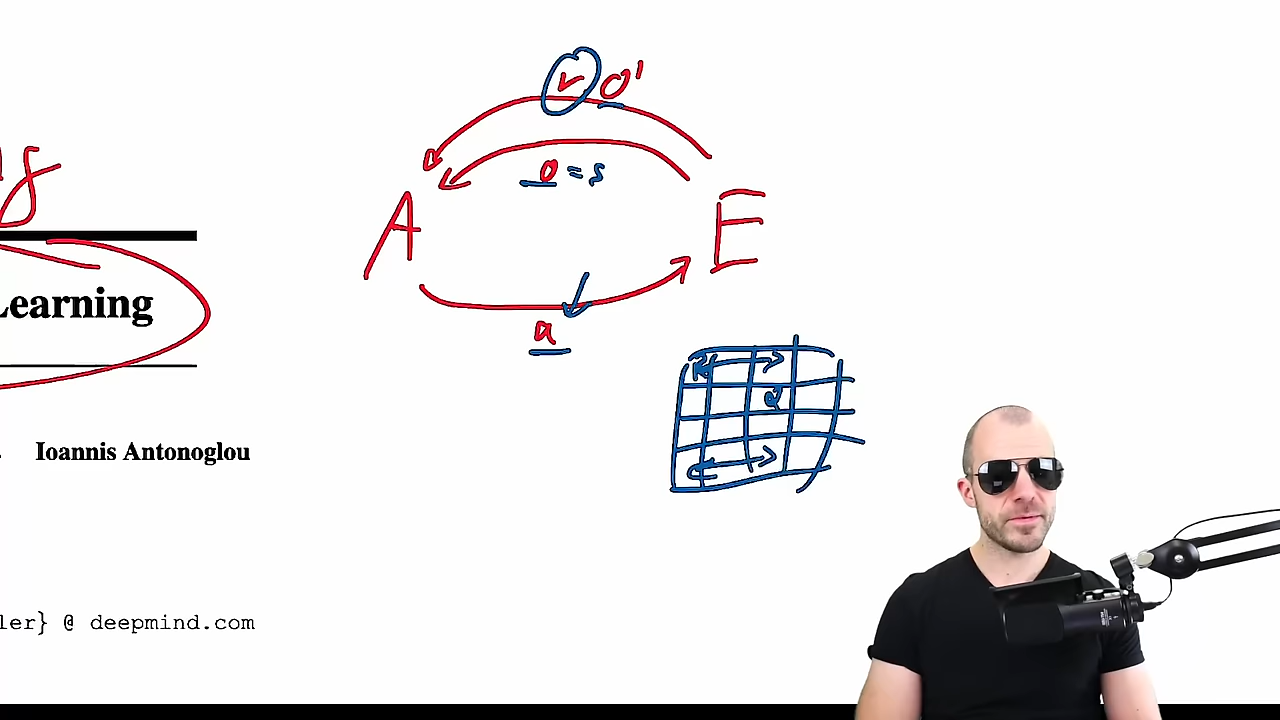 r o'
o = s
A E
a
Learning
Ioannis Antonoglou
ler} @ deepmind.com